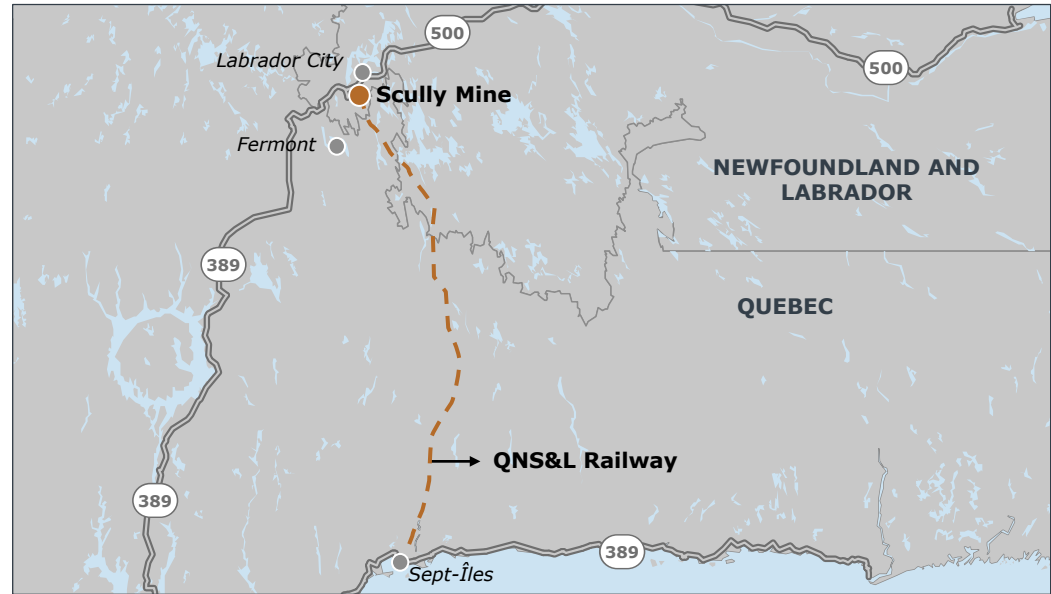 500
Labrador City
500
Scully Mine
Fermont
NEWFOUNDLAND AND
LABRADOR
389
QUEBEC
QNS&L Railway
389
389
Sept-Îles